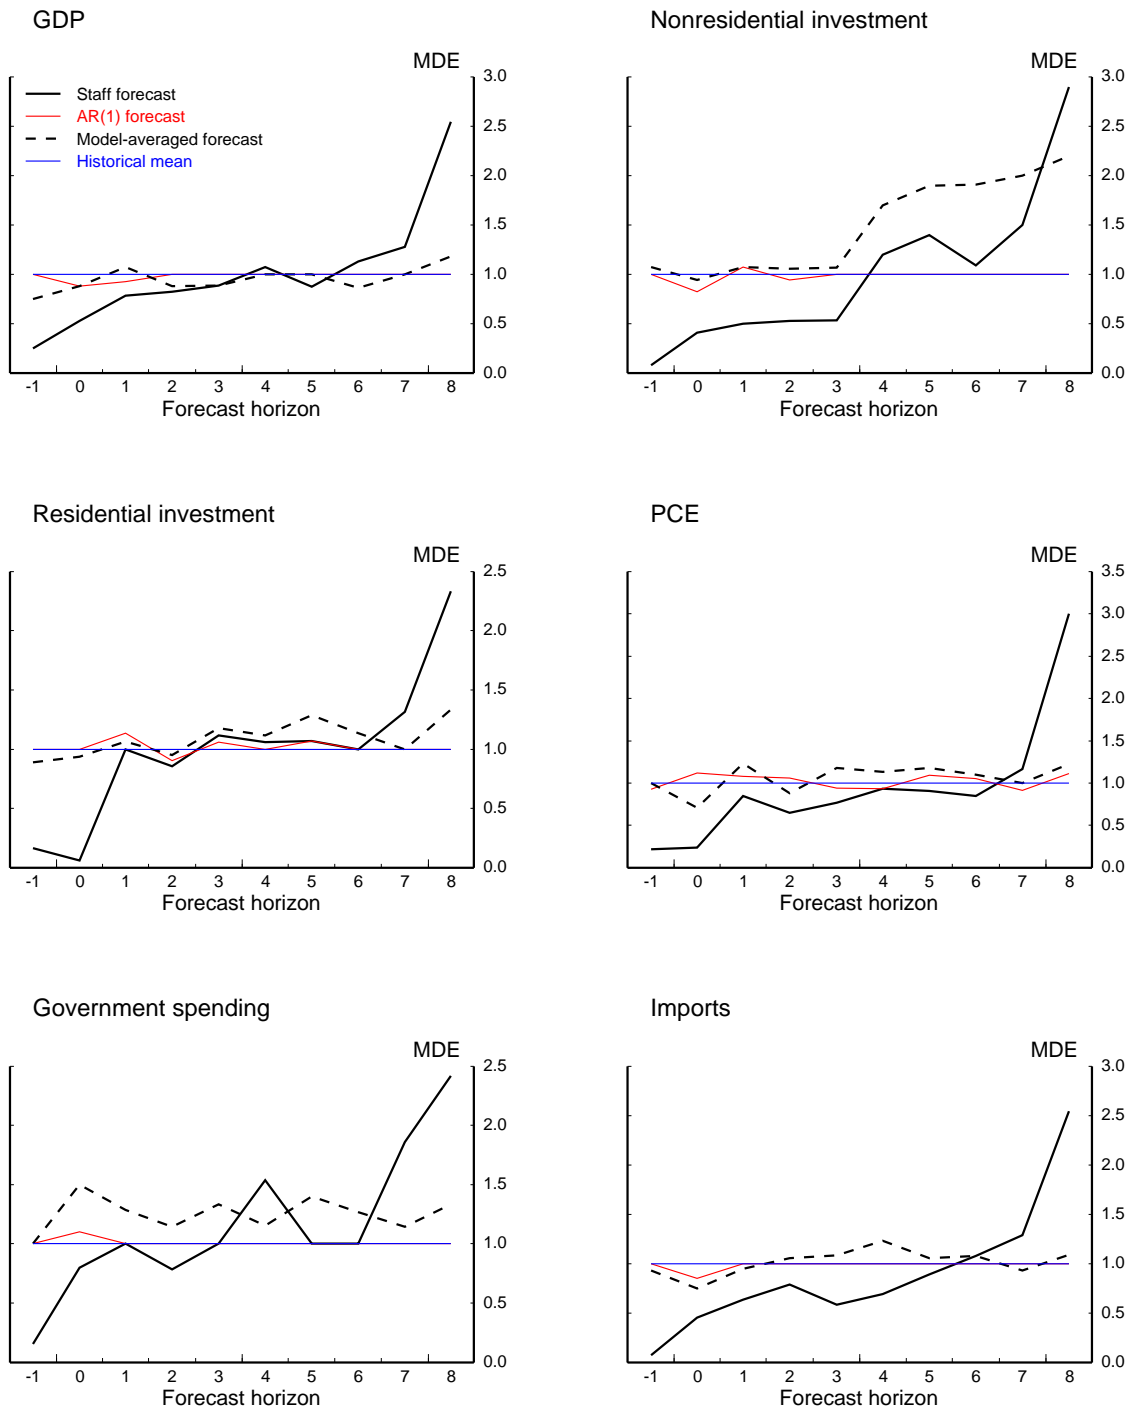 GDP
MDE
Staff forecast
AR(1) forecast
Model-averaged forecast
Historical mean
3.0
2.5
2.0
1.5
1.0
0.5
0.0
-1 0 1 2 3 4 5 6 7 8
Forecast horizon
Nonresidential investment
MDE
3.0
2.5
2.0
1.5
1.0
0.5
0.0
-1 0 1 2 3 4 5 6 7 8
Forecast horizon
Residential investment
MDE
2.5
2.0
1.5
1.0
0.5
0.0
-1 0 1 2 3 4 5 6 7 8
Forecast horizon
PCE
MDE
3.5
3.0
2.5
2.0
1.5
1.0
0.5
0.0
-1 0 1 2 3 4 5 6 7 8
Forecast horizon
Government spending
MDE
2.5
2.0
1.5
1.0
0.5
0.0
-1 0 1 2 3 4 5 6 7 8
Forecast horizon
Imports
MDE
3.0
2.5
2.0
1.5
1.0
0.5
0.0
-1 0 1 2 3 4 5 6 7 8
Forecast horizon